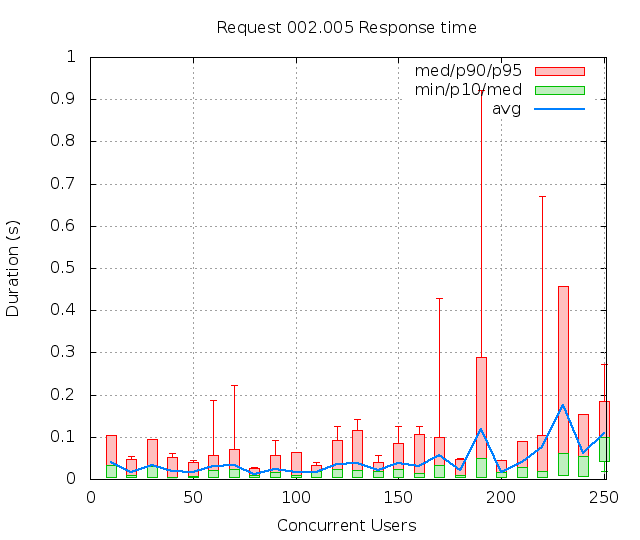 Request 002.005 Response time
med/p90/p95
min/p10/med
avg
Duration (s)
1
0.9
0.8
0.7
0.6
0.5
0.4
0.3
0.2
0.1
0
0 50 100 150 200 250
Concurrent Users